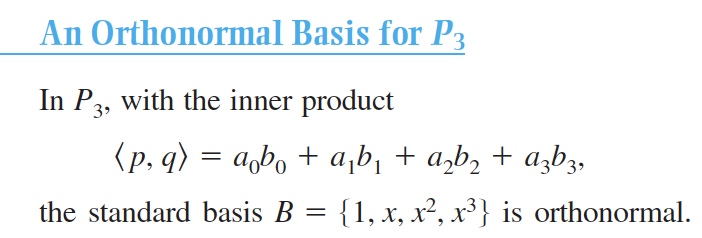 An Orthonormal Basis for P₃
In P₃, with the inner product
⟨p, q⟩ = a₀b₀ + a₁b₁ + a₂b₂ + a₃b₃,
the standard basis B = {1, x, x², x³} is orthonormal.